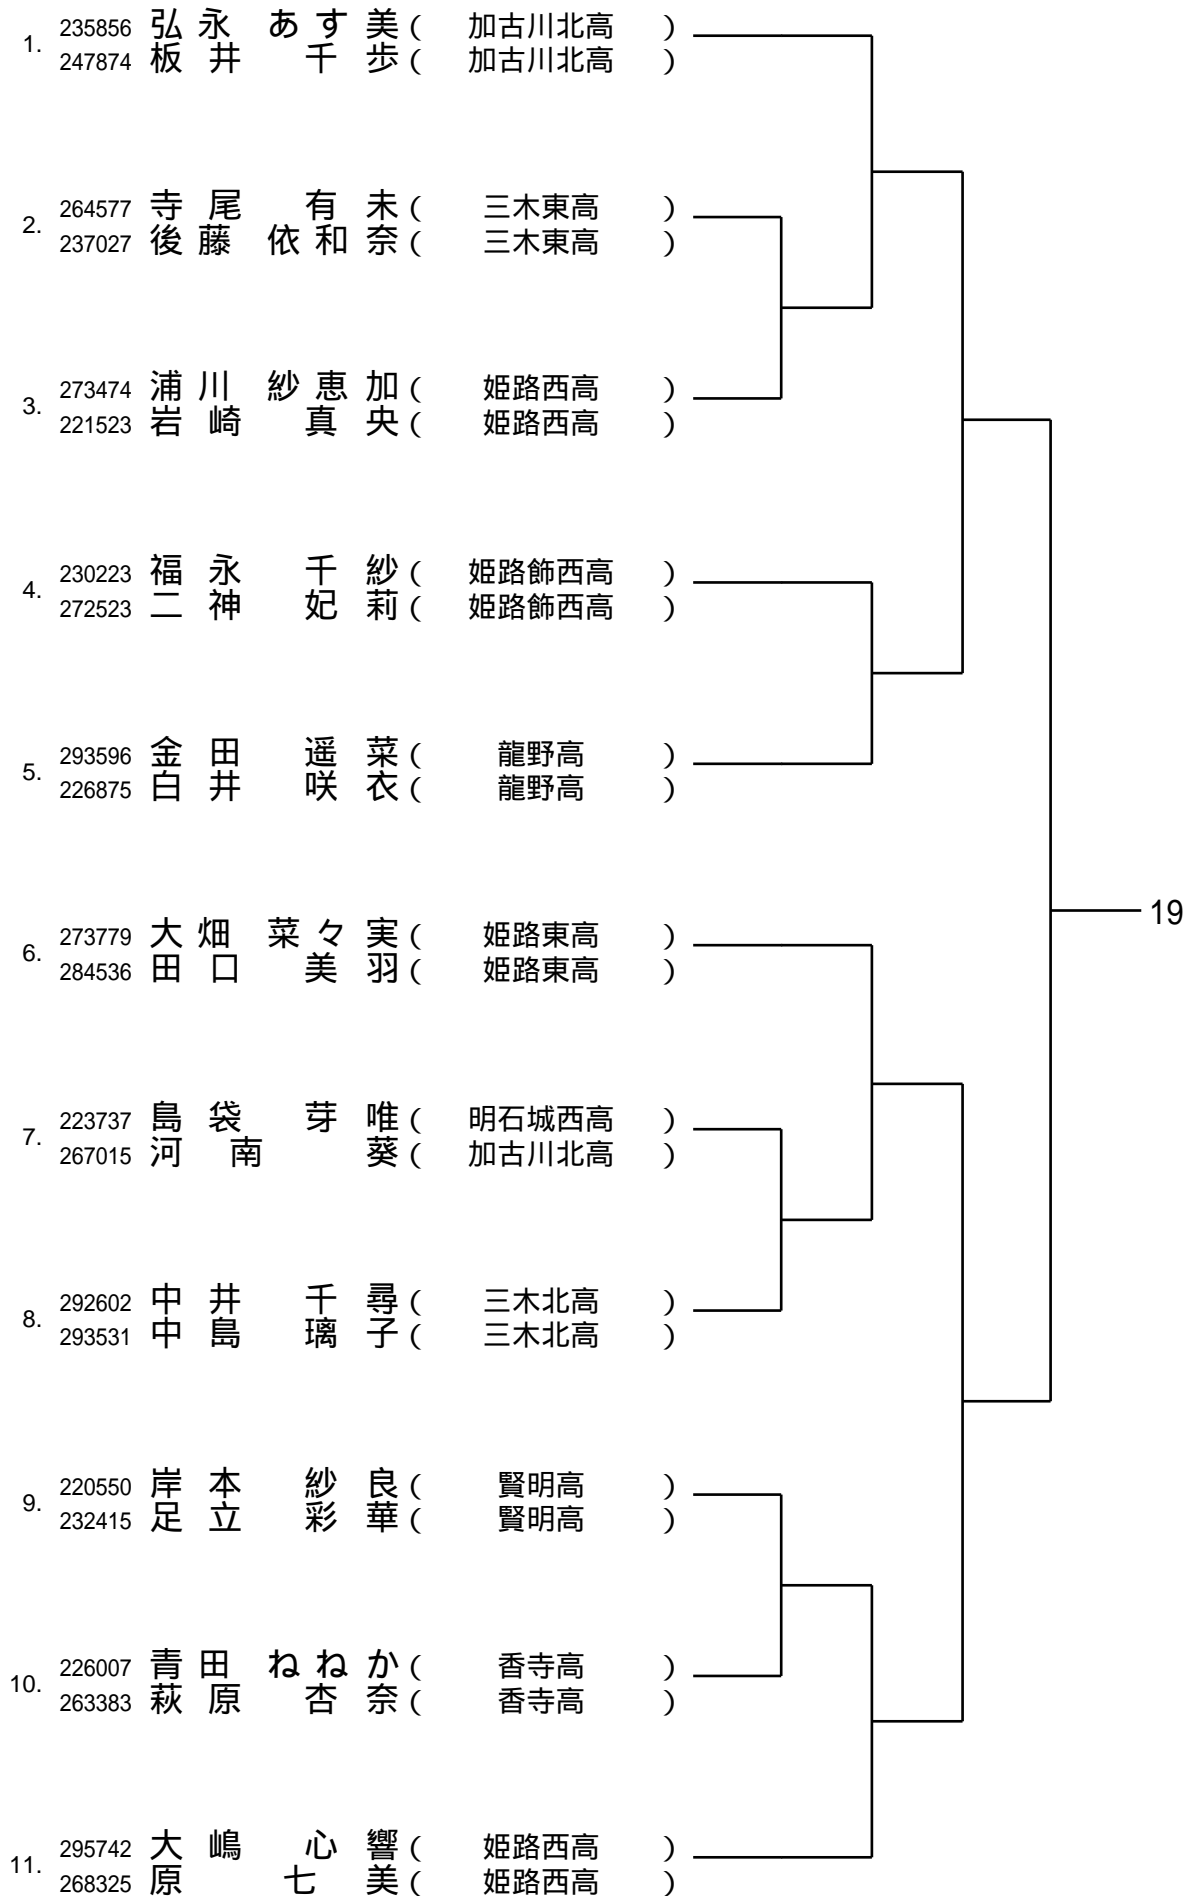 1. 235856 弘永 あす美 ( 加古川北高 )
247874 板井 千歩 ( 加古川北高 )
2. 264577 寺尾 有未 ( 三木東高 )
237027 後藤 依和奈 ( 三木東高 )
3. 273474 浦川 紗恵加 ( 姫路西高 )
221523 岩崎 真央 ( 姫路西高 )
4. 230223 福永 千紗 ( 姫路飾西高 )
272523 二神 妃莉 ( 姫路飾西高 )
5. 293596 金田 遥菜 ( 龍野高 )
226875 白井 咲衣 ( 龍野高 )
19
6. 273779 大畑 菜々実 ( 姫路東高 )
284536 田口 美羽 ( 姫路東高 )
7. 223737 島袋 芽唯 ( 明石城西高 )
267015 河南 葵 ( 加古川北高 )
8. 292602 中井 千尋 ( 三木北高 )
293531 中島 璃子 ( 三木北高 )
9. 220550 岸本 紗良 ( 賢明高 )
232415 足立 彩華 ( 賢明高 )
10. 226007 青田 ねねか ( 香寺高 )
263383 萩原 杏奈 ( 香寺高 )
11. 295742 大嶋 心響 ( 姫路西高 )
268325 原 七美 ( 姫路西高 )